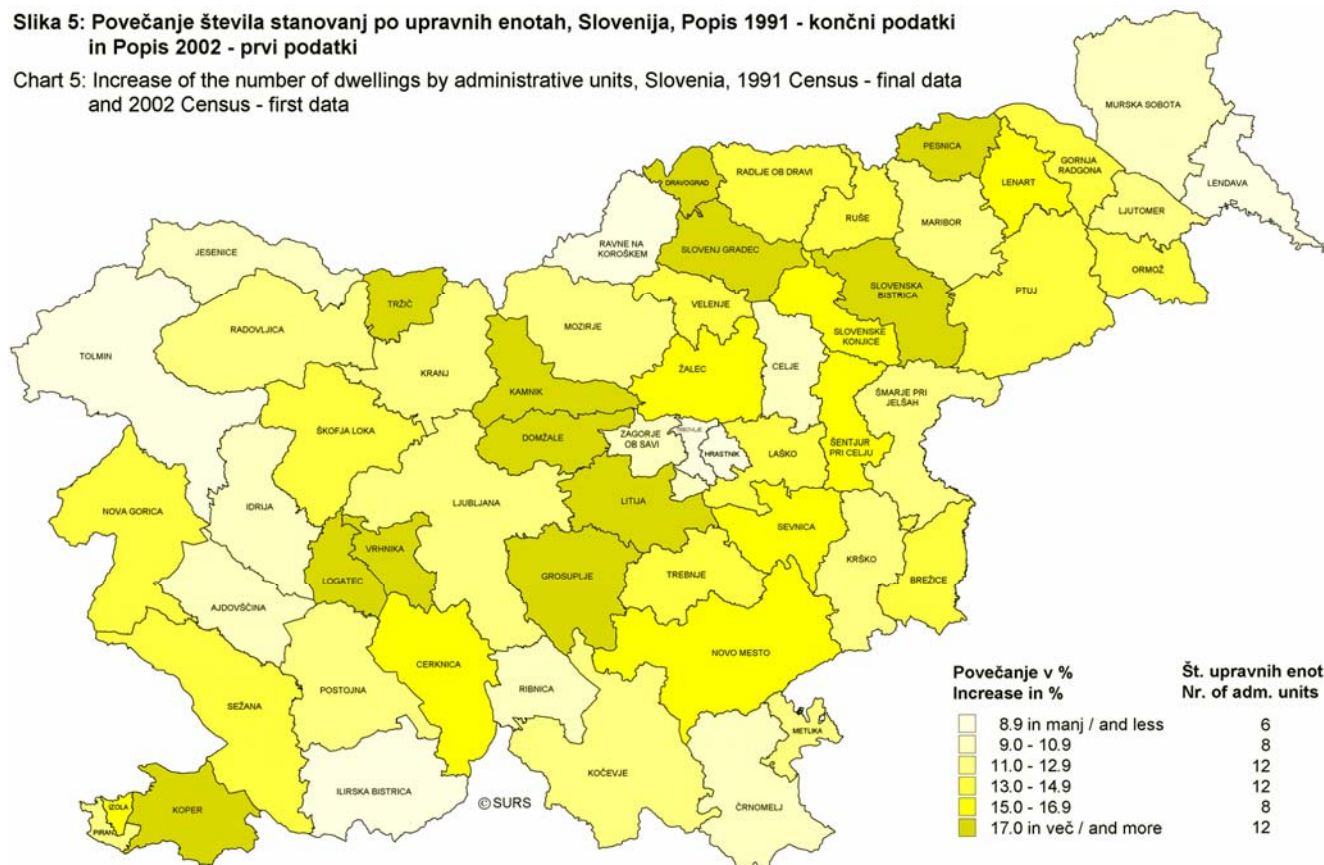 Slika 5: Povečanje števila stanovanj po upravnih enotah, Slovenija, Popis 1991 - končni podatki
in Popis 2002 - prvi podatki
Chart 5: Increase of the number of dwellings by administrative units, Slovenia, 1991 Census - final data
and 2002 Census - first data
MURSKA SOBOTA
PESNICA
GORNJA
RADGONA
LENART
LENDAVA
DRAVOGRAD
RADLJE OB DRAVI
RUŠE
MARIBOR
LJUTOMER
RAVNE NA
KOROŠKEM
SLOVENJ GRADEC
ORMOŽ
JESENICE
PTUJ
SLOVENSKA
BISTRICA
TRŽIČ
VELENJE
MOZIRJE
RADOVLJICA
SLOVENSKE
KONJICE
TOLMIN
KRANJ
ŽALEC
CELJE
KAMNIK
ŠMARJE PRI
JELŠAH
ŠKOFJA LOKA
DOMŽALE
ZAGORJE
OB SAVI
TRBOVLJE
HRASTNIK
LAŠKO
ŠENTJUR
PRI CELJU
NOVA GORICA
IDRIJA
LJUBLJANA
LITIJA
SEVNICA
VRHNIKA
LOGATEC
GROSUPLJE
TREBNJE
KRŠKO
BREŽICE
AJDOVŠČINA
NOVO MESTO
CERKNICA
POSTOJNA
RIBNICA
SEŽANA
METLIKA
KOČEVJE
ILIRSKA BISTRICA
ČRNOMELJ
IZOLA
KOPER
PIRAN
©SURS
Povečanje v % Št. upravnih enot
Increase in % Nr. of adm. units
8.9 in manj / and less 6
9.0 - 10.9 8
11.0 - 12.9 12
13.0 - 14.9 12
15.0 - 16.9 8
17.0 in več / and more 12